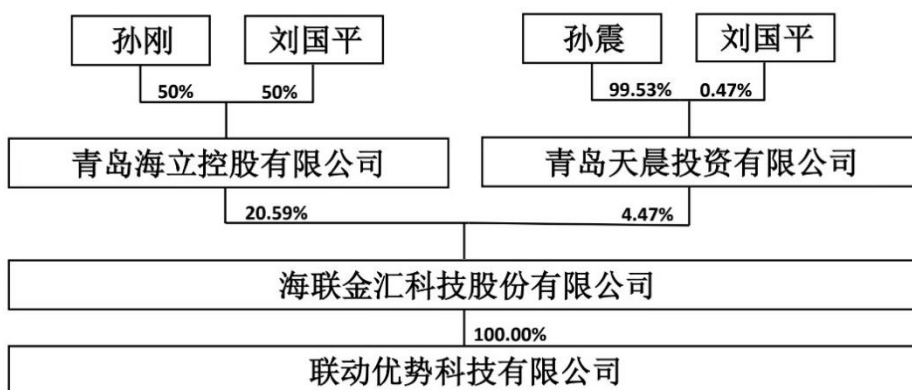 孙刚
刘国平
孙震
刘国平
50%
50%
99.53%
0.47%
青岛海立控股有限公司
青岛天晨投资有限公司
20.59%
4.47%
海联金汇科技股份有限公司
100.00%
联动优势科技有限公司